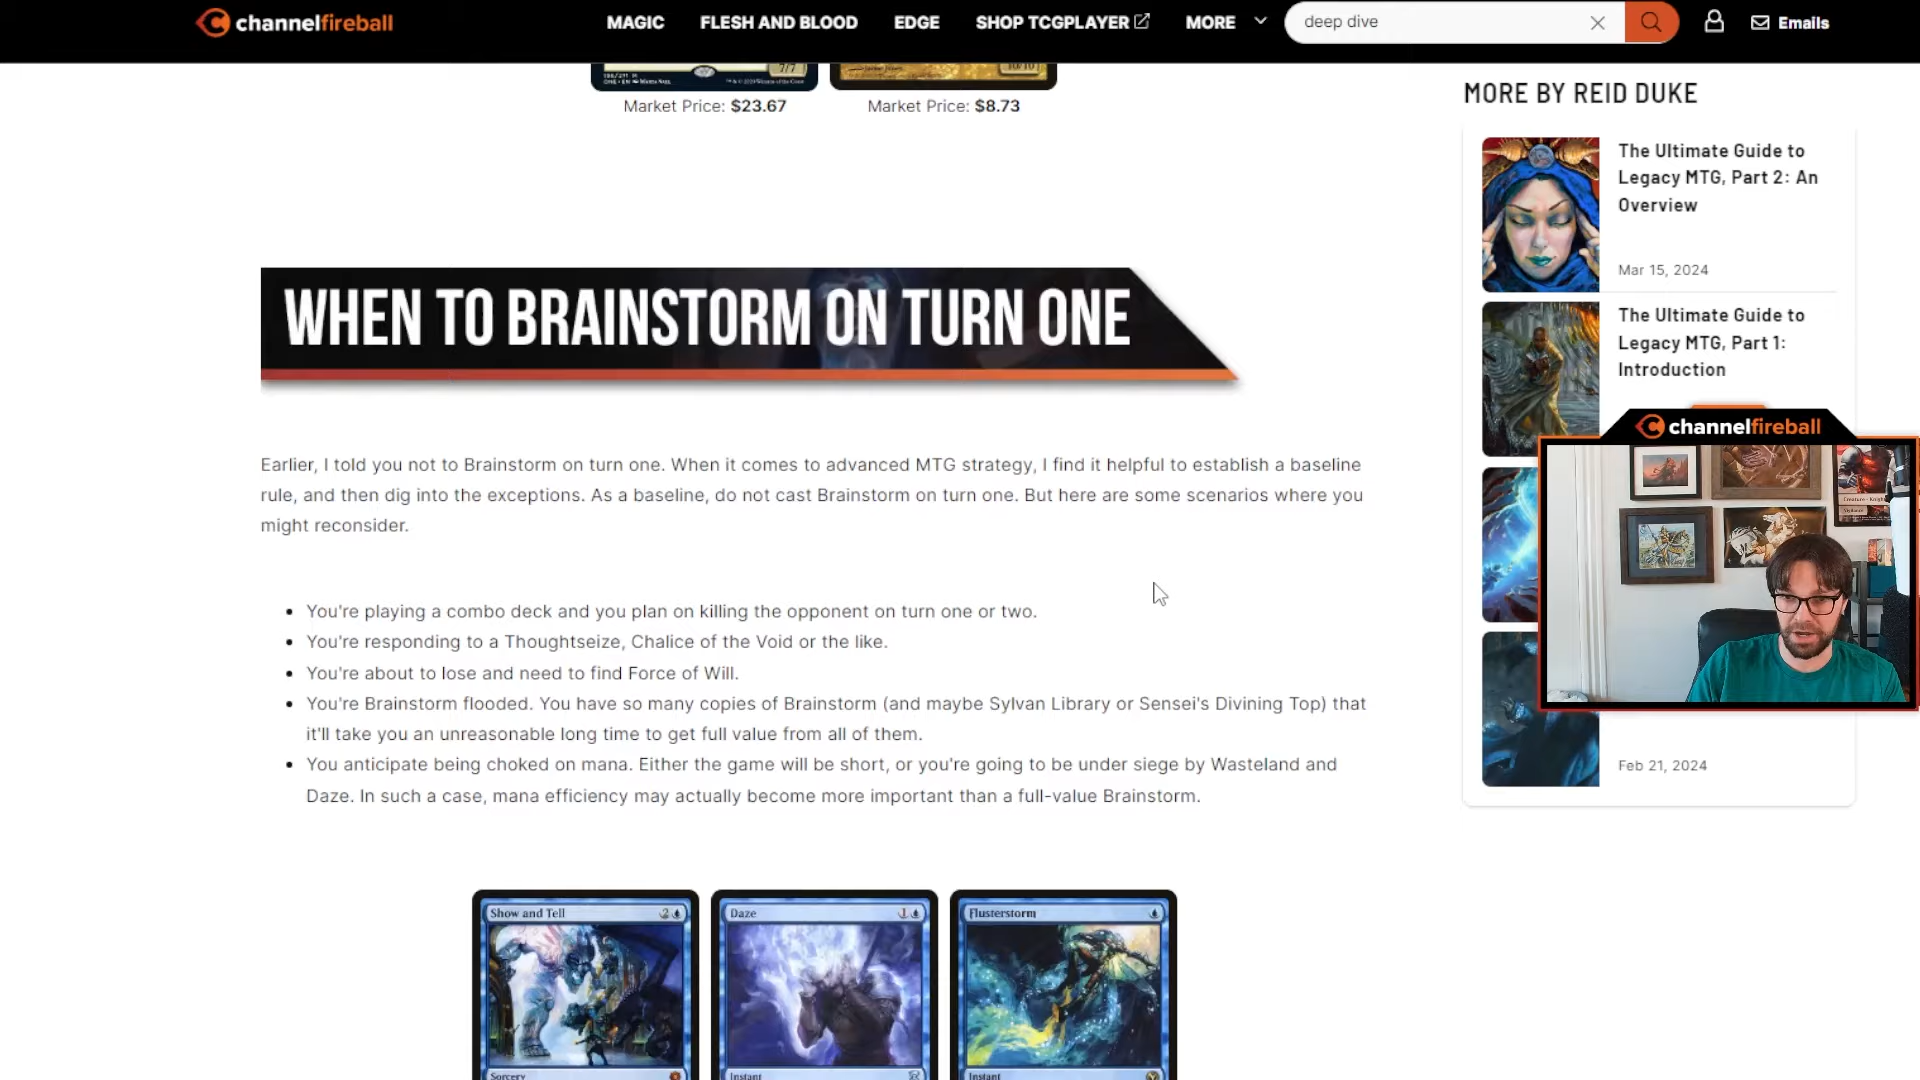 channelfireball MAGIC FLESH AND BLOOD EDGE SHOP TCGPLAYER MORE deep dive Emails
7/7 10/10
Market Price: $23.67 Market Price: $8.73
MORE BY REID DUKE
The Ultimate Guide to
Legacy MTG, Part 2: An
Overview
Mar 15, 2024
The Ultimate Guide to
Legacy MTG, Part 1:
Introduction
WHEN TO BRAINSTORM ON TURN ONE
channelfireball
Earlier, I told you not to Brainstorm on turn one. When it comes to advanced MTG strategy, I find it helpful to establish a baseline
rule, and then dig into the exceptions. As a baseline, do not cast Brainstorm on turn one. But here are some scenarios where you
might reconsider.
• You're playing a combo deck and you plan on killing the opponent on turn one or two.
• You're responding to a Thoughtseize, Chalice of the Void or the like.
• You're about to lose and need to find Force of Will.
• You're Brainstorm flooded. You have so many copies of Brainstorm (and maybe Sylvan Library or Sensei's Divining Top) that
it'll take you an unreasonable long time to get full value from all of them.
• You anticipate being choked on mana. Either the game will be short, or you're going to be under siege by Wasteland and
Daze. In such a case, mana efficiency may actually become more important than a full-value Brainstorm.
Feb 21, 2024
Show and Tell 2
Daze 1
Flusterstorm
Sorcery
Instant
Instant